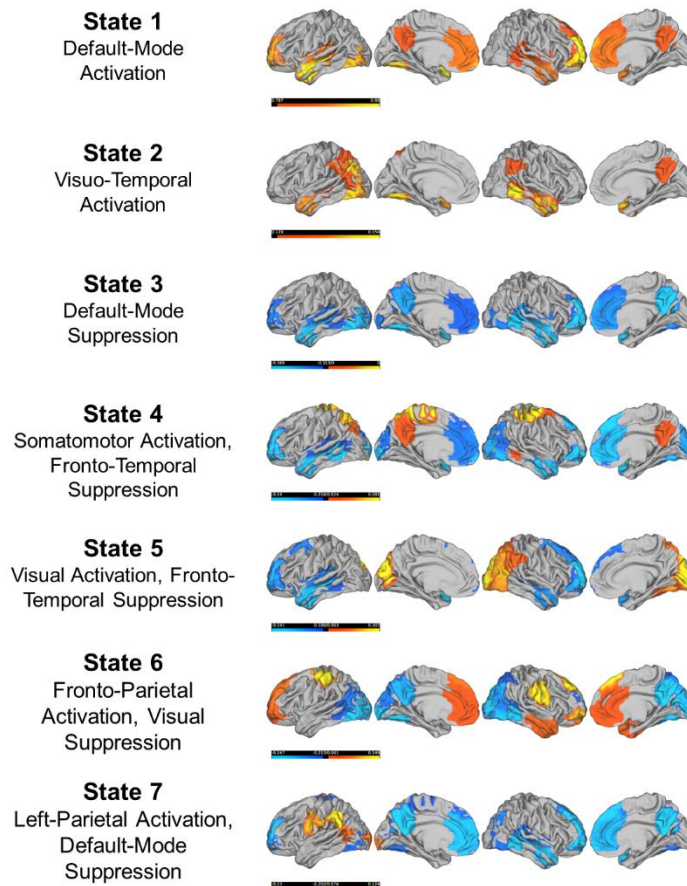 State 1
Default-Mode
Activation
State 2
Visuo-Temporal
Activation
State 3
Default-Mode
Suppression
State 4
Somatomotor Activation,
Fronto-Temporal
Suppression
State 5
Visual Activation, Fronto-
Temporal Suppression
State 6
Fronto-Parietal
Activation, Visual
Suppression
State 7
Left-Parietal Activation,
Default-Mode
Suppression